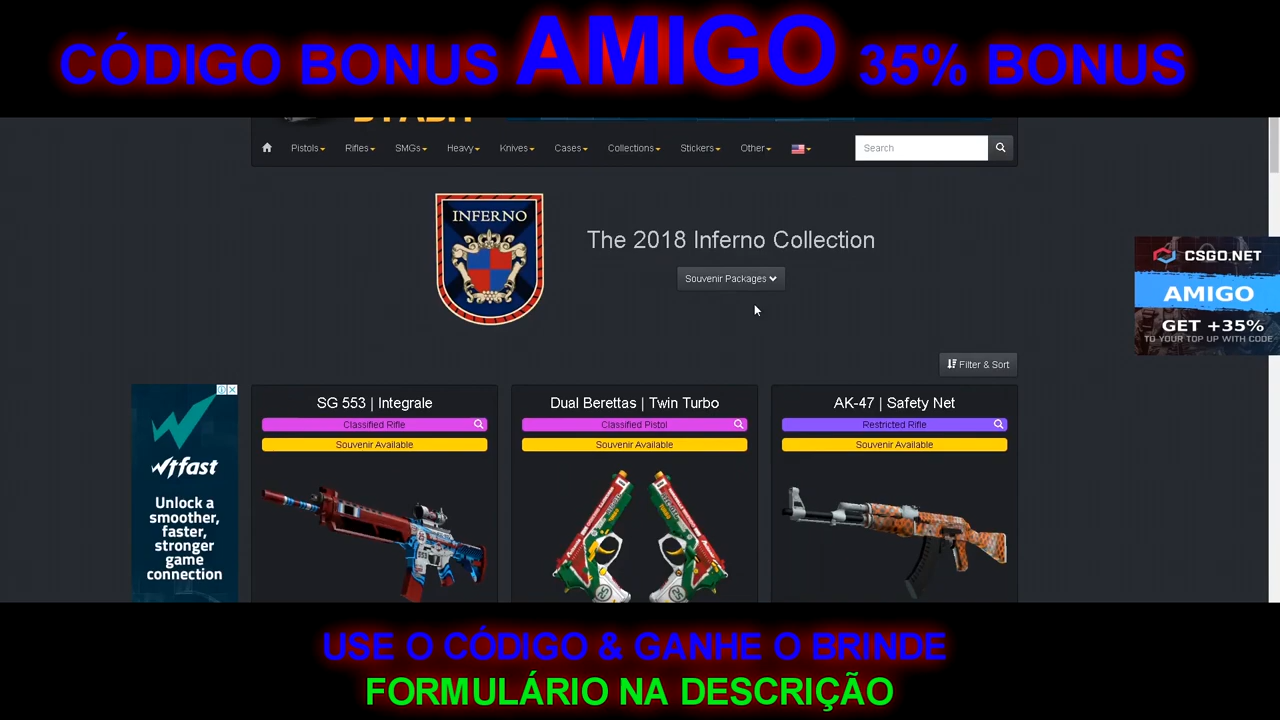 CÓDIGO BONUS AMIGO 35% BONUS
Pistols Rifles SMGs Heavy Knives Cases Collections Stickers Other Search
INFERNO
The 2018 Inferno Collection
Souvenir Packages
CSGO.NET
AMIGO
GET +35%
TO YOUR TOP UP WITH CODE
Filter & Sort
SG 553 | Integrale
Classified Rifle
Souvenir Available
Dual Berettas | Twin Turbo
Classified Pistol
Souvenir Available
AK-47 | Safety Net
Restricted Rifle
Souvenir Available
wtfast
Unlock a
smoother,
faster,
stronger
game
connection
USE O CÓDIGO & GANHE O BRINDE
FORMULÁRIO NA DESCRIÇÃO